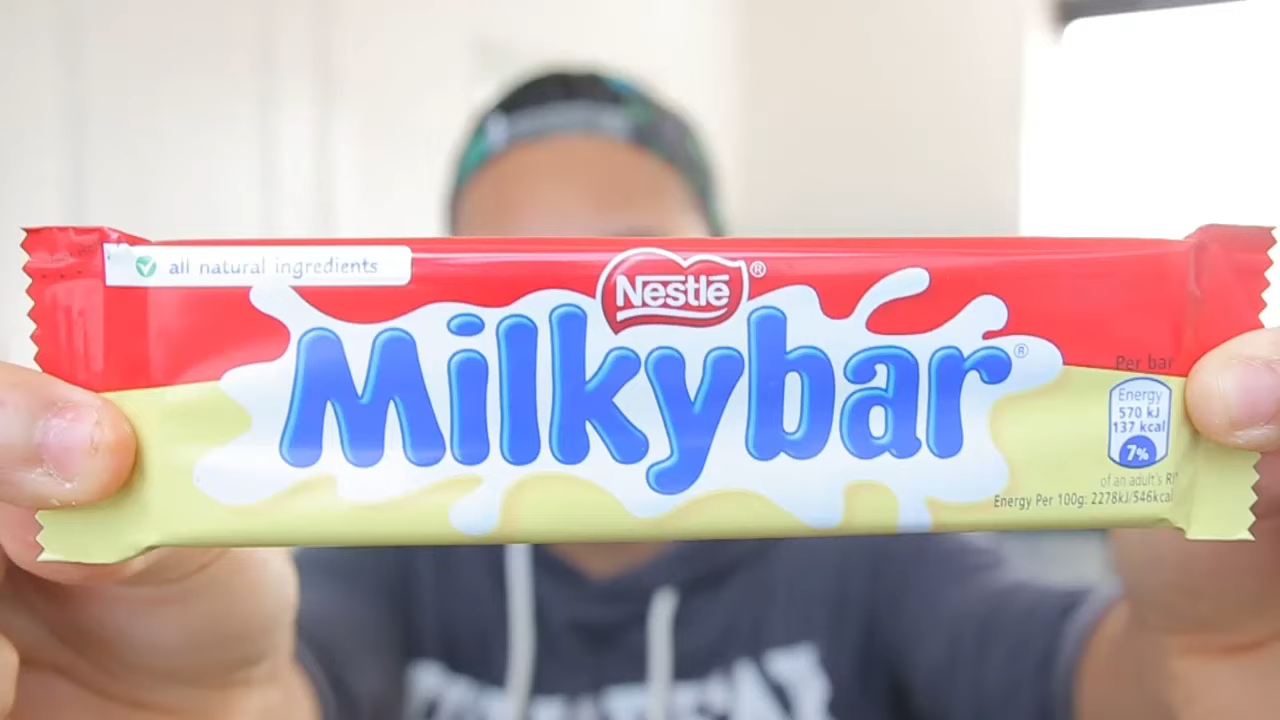 all natural ingredients
Nestlé ®
Milkybar ®
Per bar
Energy
570 kJ
137 kcal
7%
of an adult's RI*
Energy Per 100g: 2278kJ/546kcal